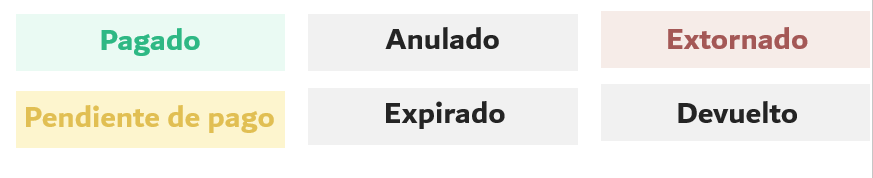 Pagado
Anulado
Extornado
Pendiente de pago
Expirado
Devuelto